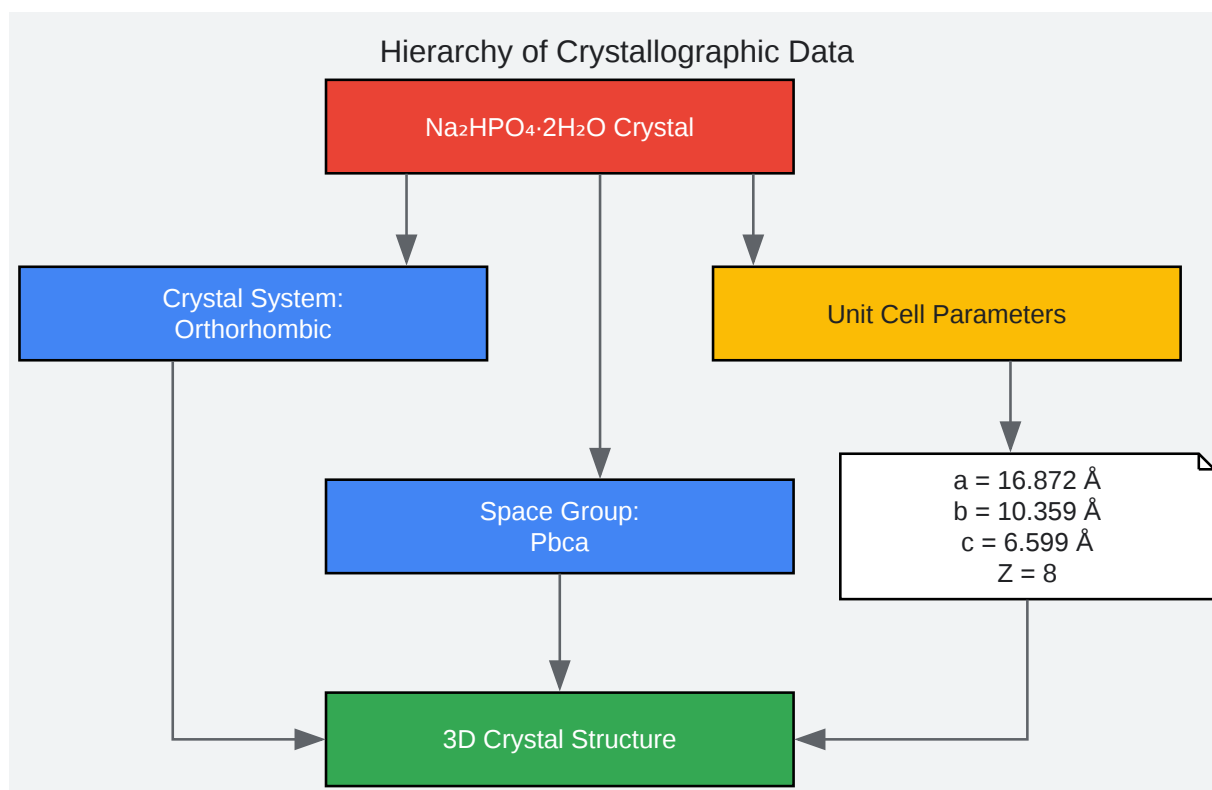 Hierarchy of Crystallographic Data
Na₂HPO₄·2H₂O Crystal
Crystal System:
Orthorhombic
Unit Cell Parameters
Space Group:
Pbca
a = 16.872 Å
b = 10.359 Å
c = 6.599 Å
Z = 8
3D Crystal Structure